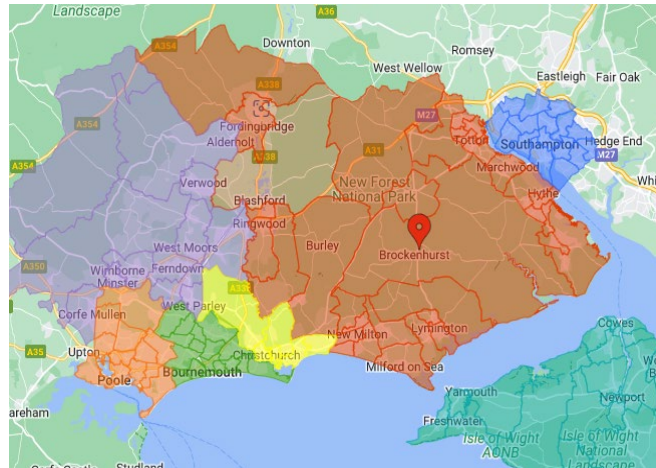 Landscape
Downton
A36
Romsey
A354
West Wellow
Eastleigh
Fair Oak
A338
M27
Fordingbridge
Alderholt
Totton
Southampton
Hedge End
M27
A354
A31
Marchwood
A354
Verwood
Blashford
New Forest
National Park
Hythe
Ringwood
West Moors
Burley
Brockenhurst
A350
Wimborne
Minster
Ferndown
Corfe Mullen
West Parley
New Milton
Lymington
Cowes
A35
Upton
Christchurch
Poole
Bournemouth
Milford on Sea
Yarmouth
Newport
Freshwater
Isle of Wight
AONB
Isle of Wight
National
Landscape
areham
Studland